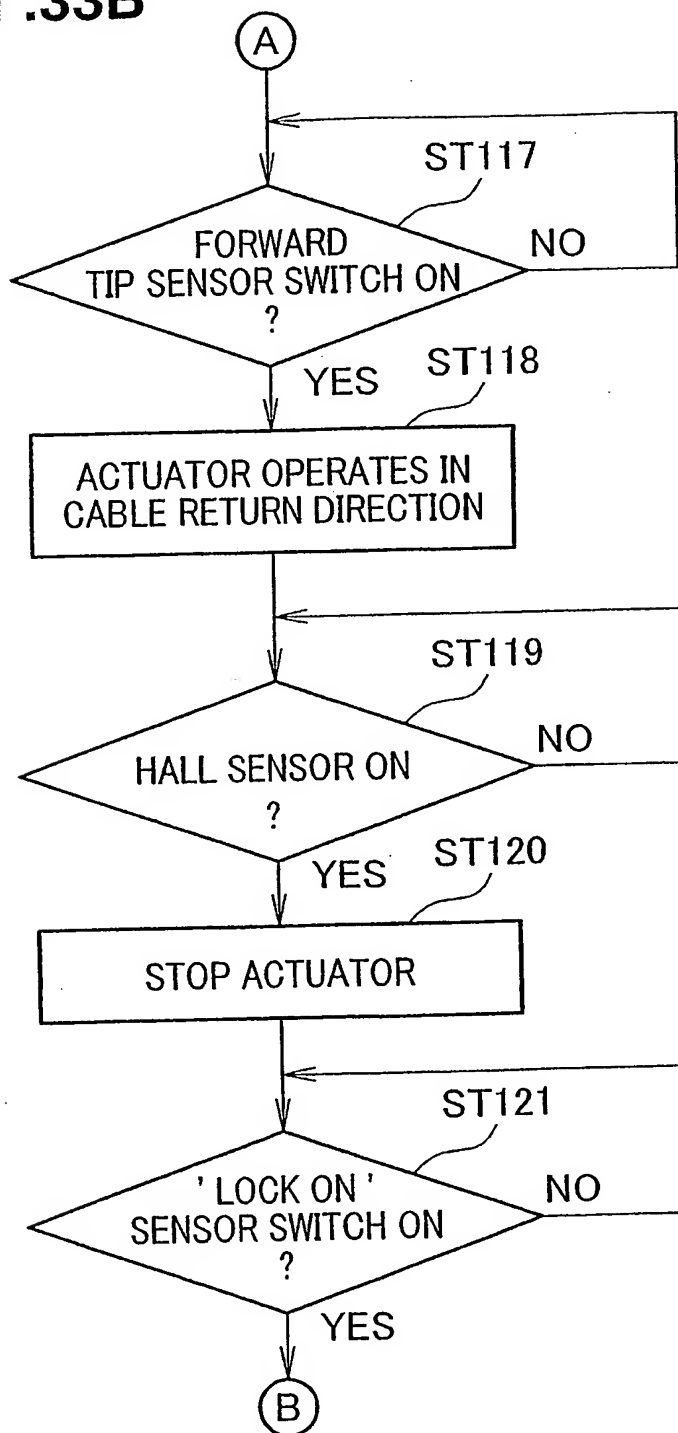 .33B
A
ST117
FORWARD
TIP SENSOR SWITCH ON
?
NO
YES
ST118
ACTUATOR OPERATES IN
CABLE RETURN DIRECTION
ST119
HALL SENSOR ON
?
NO
YES
ST120
STOP ACTUATOR
ST121
' LOCK ON '
SENSOR SWITCH ON
?
NO
YES
B